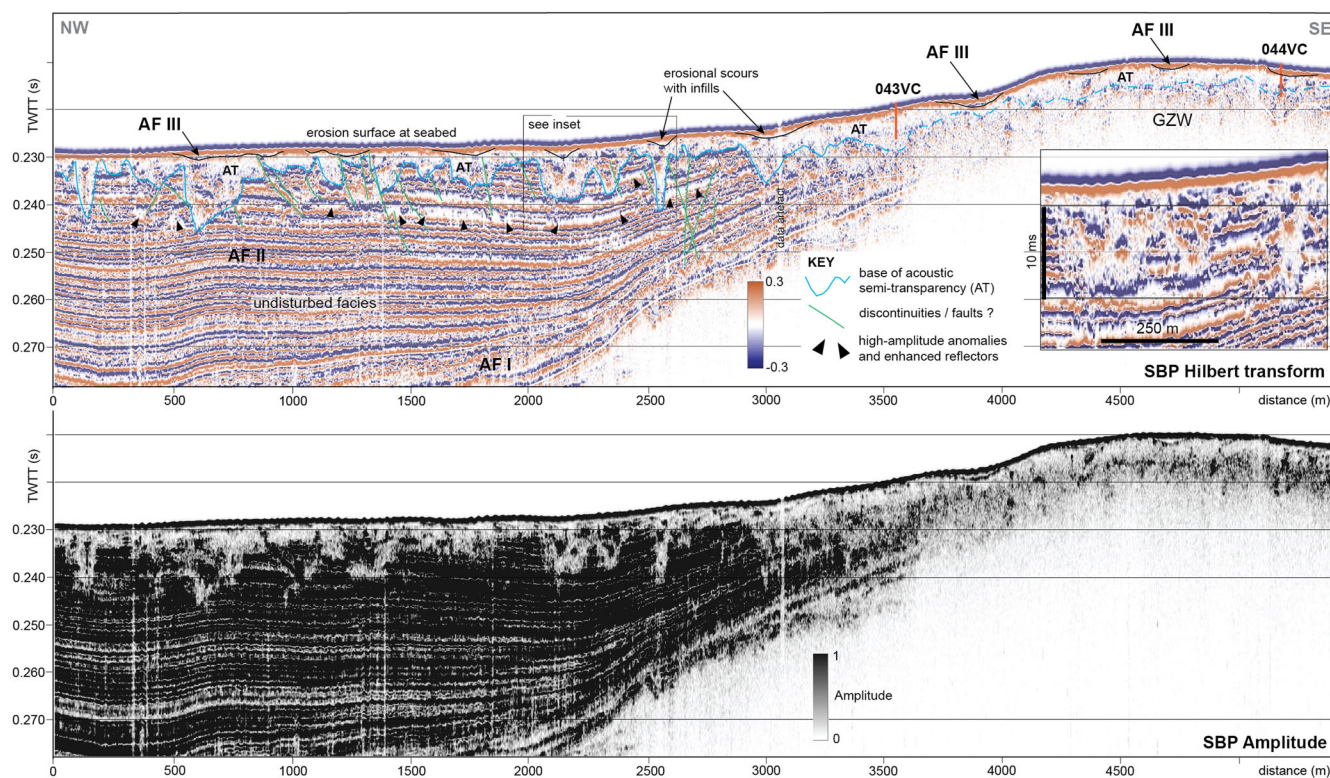 NW
SE
AF III
AF III
043VC
044VC
erosional scours
with infills
AF III
erosion surface at seabed
see inset
AT
AT
AT
AT
GZW
TWTT (s)
0.230
0.240
0.250
0.260
0.270
AF II
undisturbed facies
AF I
data artefact
0.3
-0.3
KEY
base of acoustic
semi-transparency (AT)
discontinuities / faults ?
high-amplitude anomalies
and enhanced reflectors
10 ms
250 m
SBP Hilbert transform
0
500
1000
1500
2000
2500
3000
3500
4000
4500
distance (m)
TWTT (s)
0.230
0.240
0.250
0.260
0.270
1
Amplitude
0
SBP Amplitude
0
500
1000
1500
2000
2500
3000
3500
4000
4500
distance (m)